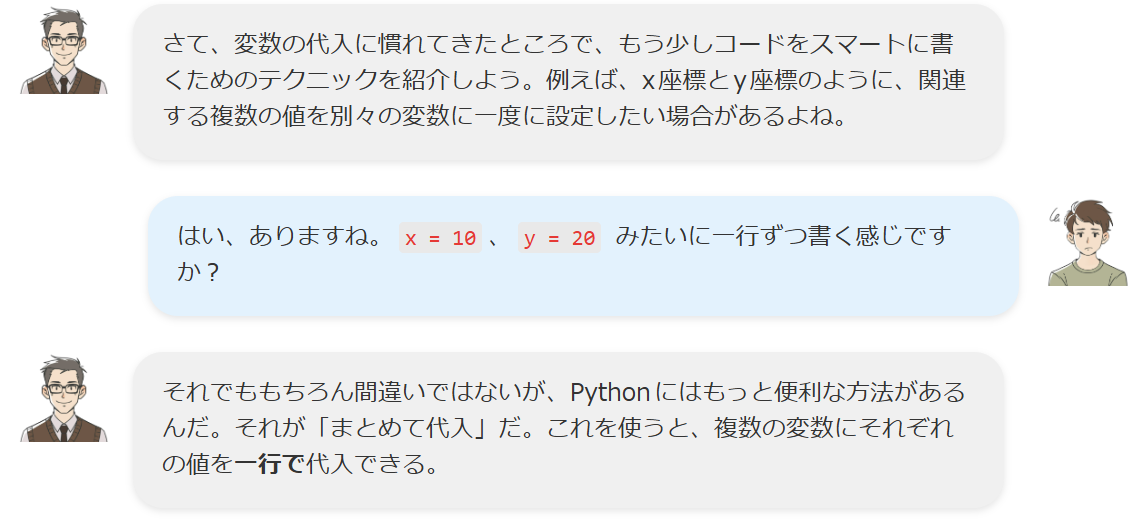 さて、変数の代入に慣れてきたところで、もう少しコードをスマートに書
くためのテクニックを紹介しよう。例えば、x座標とy座標のように、関連
する複数の値を別々の変数に一度に設定したい場合があるよね。
はい、ありますね。 x = 10 、 y = 20 みたいに一行ずつ書く感じです
か？
それでももちろん間違いではないが、Pythonにはもっと便利な方法がある
んだ。それが「まとめて代入」だ。これを使うと、複数の変数にそれぞれ
の値を一行で代入できる。